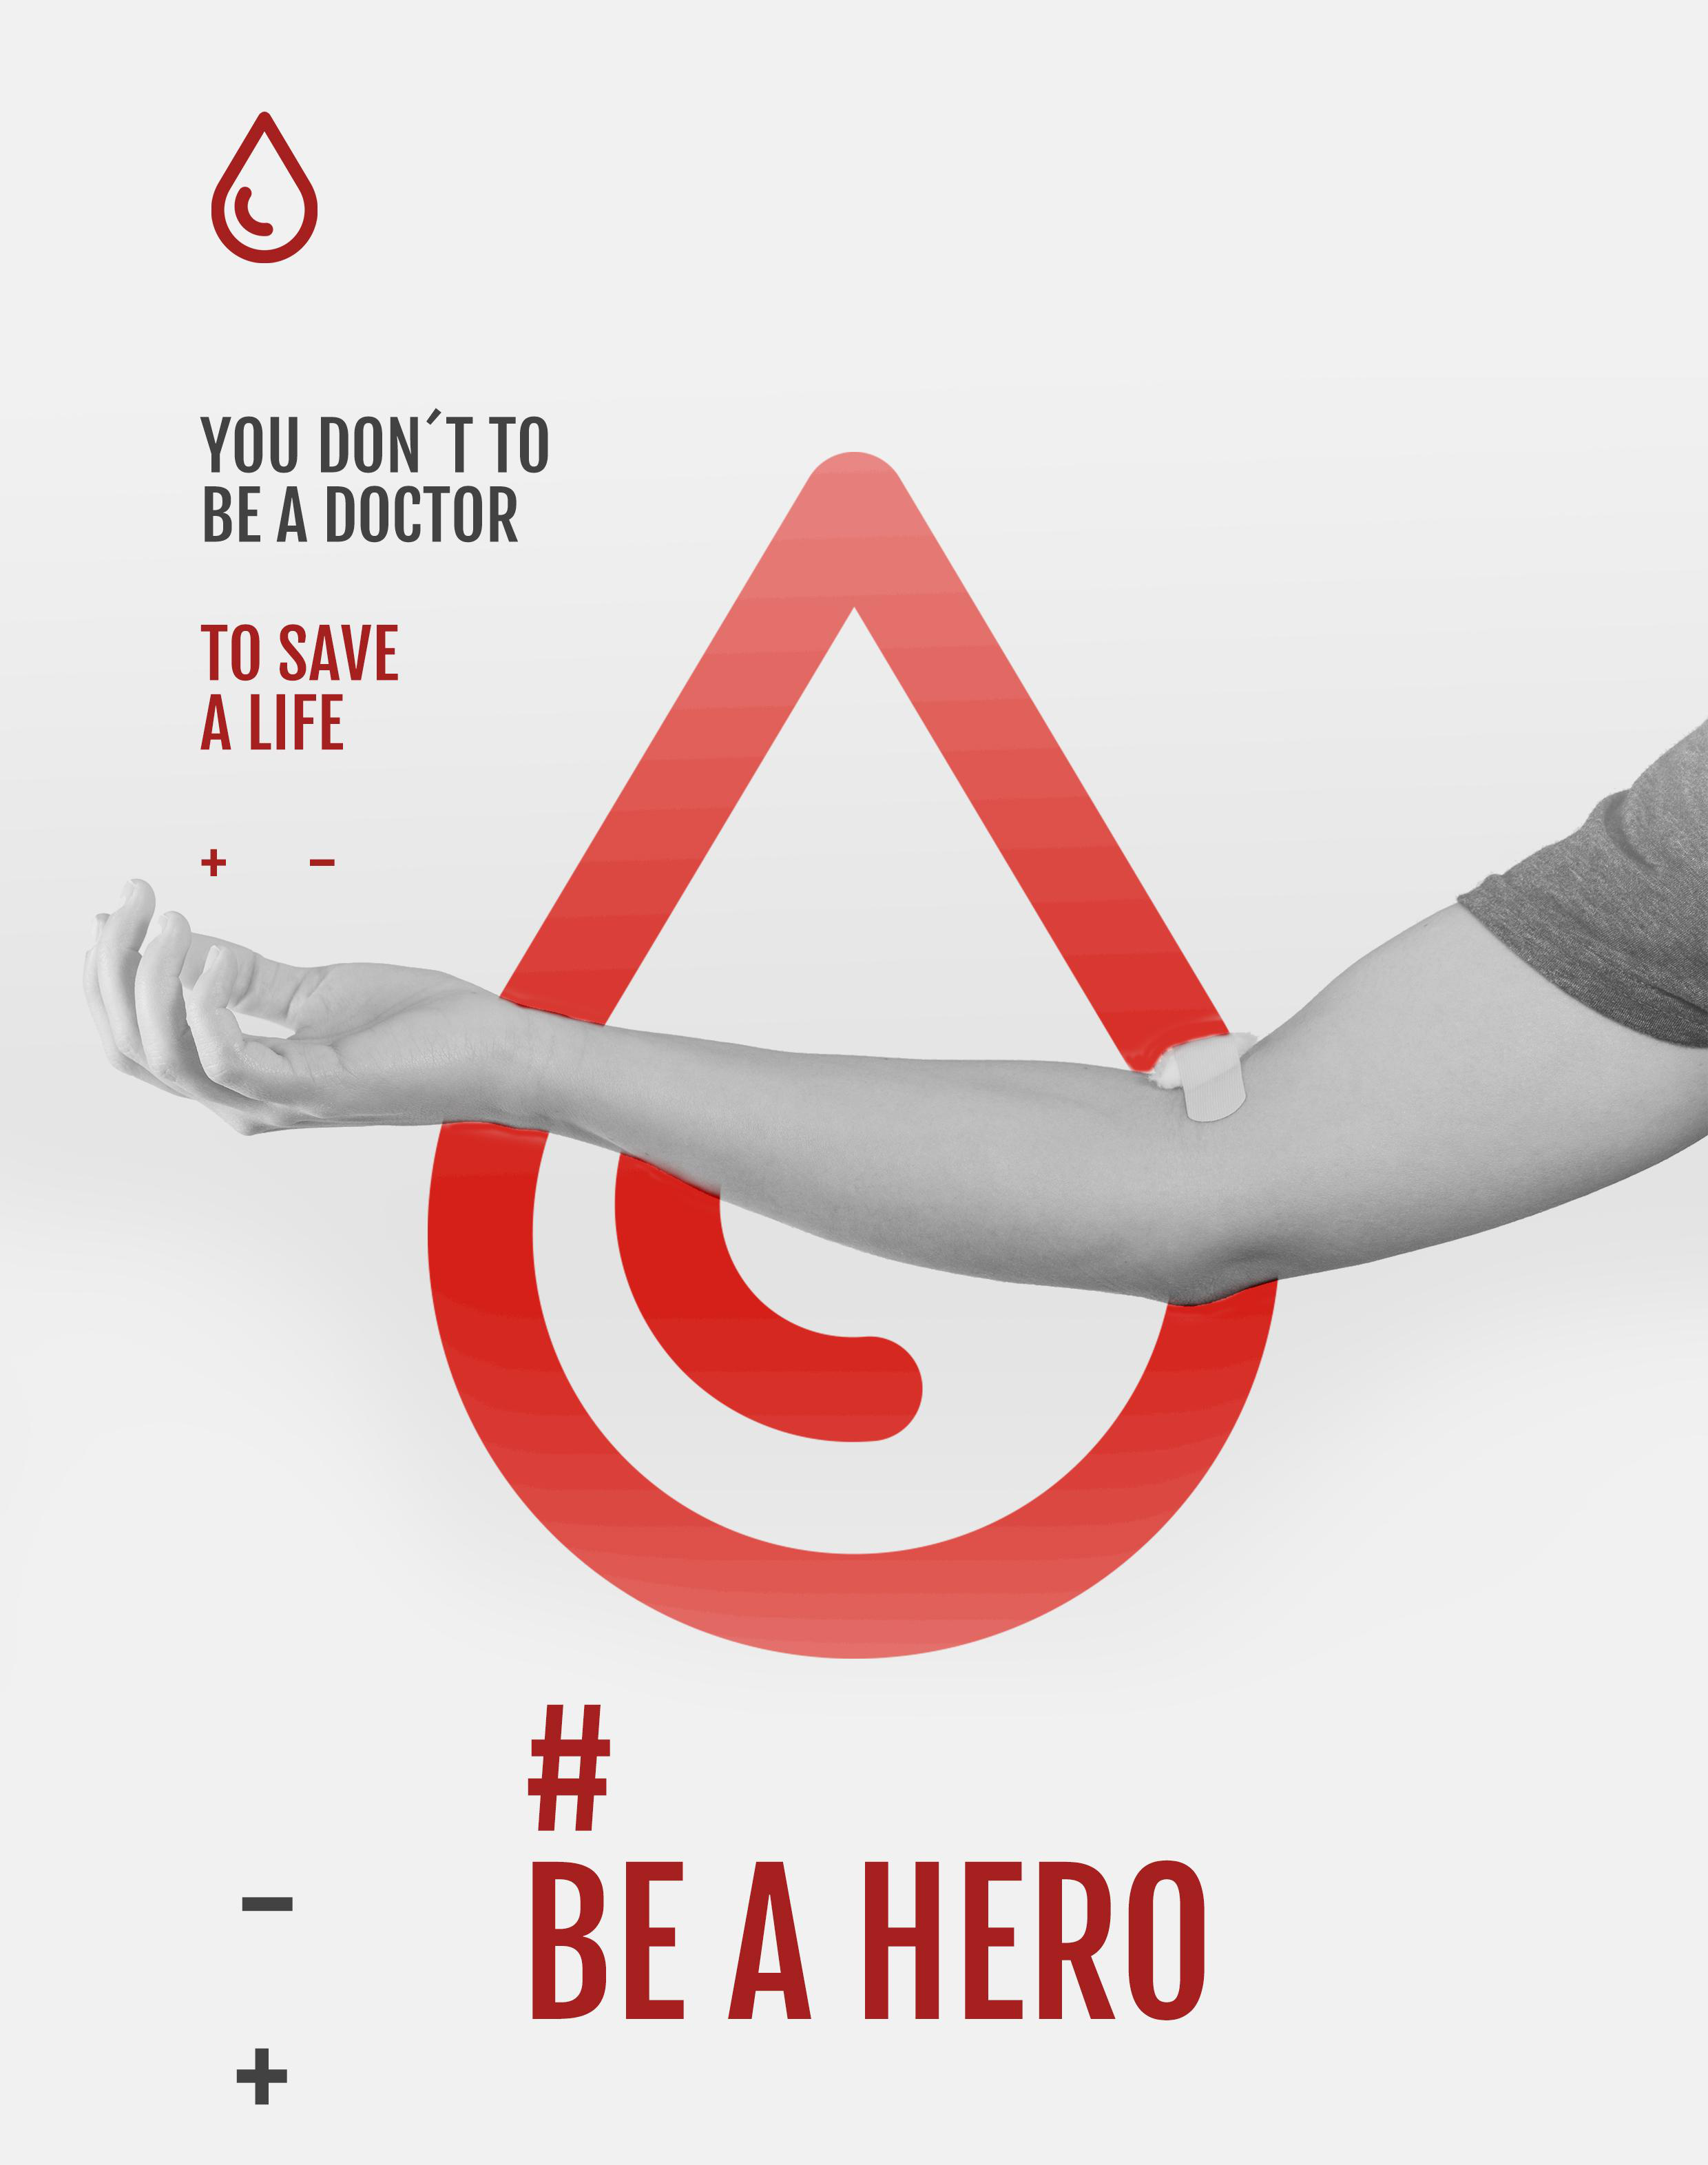 YOU DON´T TO
BE A DOCTOR
TO SAVE
A LIFE
+ −
#
BE A HERO
−
+